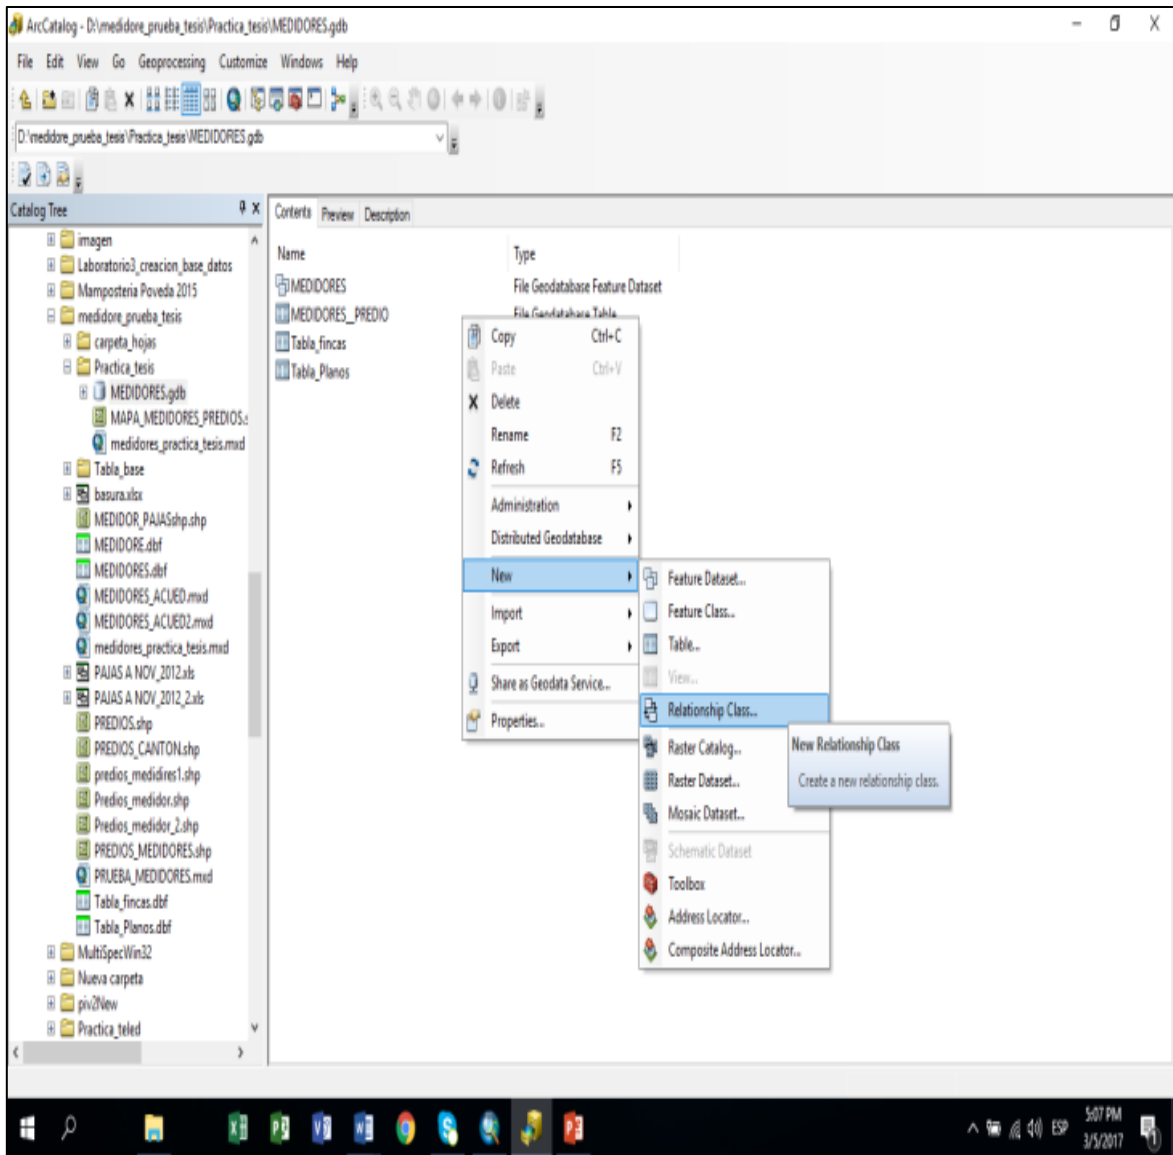 ArcCatalog - D:\medidore_prueba_tesis\Practica_tesis\MEDIDORES.gdb
File Edit View Go Geoprocessing Customize Windows Help
D:\medidore_prueba_tesis\Practica_tesis\MEDIDORES.gdb
Catalog Tree
imagen
Laboratorio3_creacion_base_datos
Mamposteria Poveda 2015
medidore_prueba_tesis
carpeta_hojas
Practica_tesis
MEDIDORES.gdb
MAPA_MEDIDORES_PREDIOS.s
medidores_practica_tesis.mxd
Tabla_base
basura.xlsx
MEDIDOR_PAJASshp.shp
MEDIDORE.dbf
MEDIDORES.dbf
MEDIDORES_ACUED.mxd
MEDIDORES_ACUED2.mxd
medidores_practica_tesis.mxd
PAJAS A NOV_2012.xls
PAJAS A NOV_2012_2.xls
PREDIOS.shp
PREDIOS_CANTON.shp
predios_medidires1.shp
Predios_medidor.shp
Predios_medidor_2.shp
PREDIOS_MEDIDORES.shp
PRUEBA_MEDIDORES.mxd
Tabla_fincas.dbf
Tabla_Planos.dbf
MultiSpecWin32
Nueva carpeta
piv2New
Practica_teled
Contents Preview Description
Name Type
MEDIDORES File Geodatabase Feature Dataset
MEDIDORES__PREDIO File Geodatabase Table
Tabla_fincas
Tabla_Planos
Copy Ctrl+C
Paste Ctrl+V
Delete
Rename F2
Refresh F5
Administration
Distributed Geodatabase
New
Import
Export
Share as Geodata Service...
Properties...
Feature Dataset...
Feature Class...
Table...
View...
Relationship Class...
Raster Catalog...
Raster Dataset...
Mosaic Dataset...
Schematic Dataset
Toolbox
Address Locator...
Composite Address Locator...
New Relationship Class
Create a new relationship class.
ESP
5:07 PM
3/5/2017